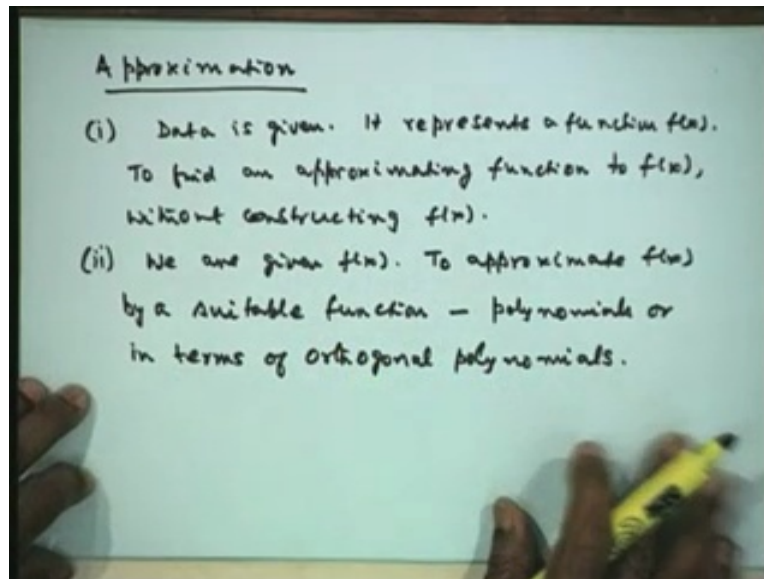 Approximation
(i) Data is given. It represents a function f(x).
To find an approximating function to f(x),
without constructing f(x).
(ii) We are given f(x). To approximate f(x)
by a suitable function - polynomials or
in terms of orthogonal polynomials.